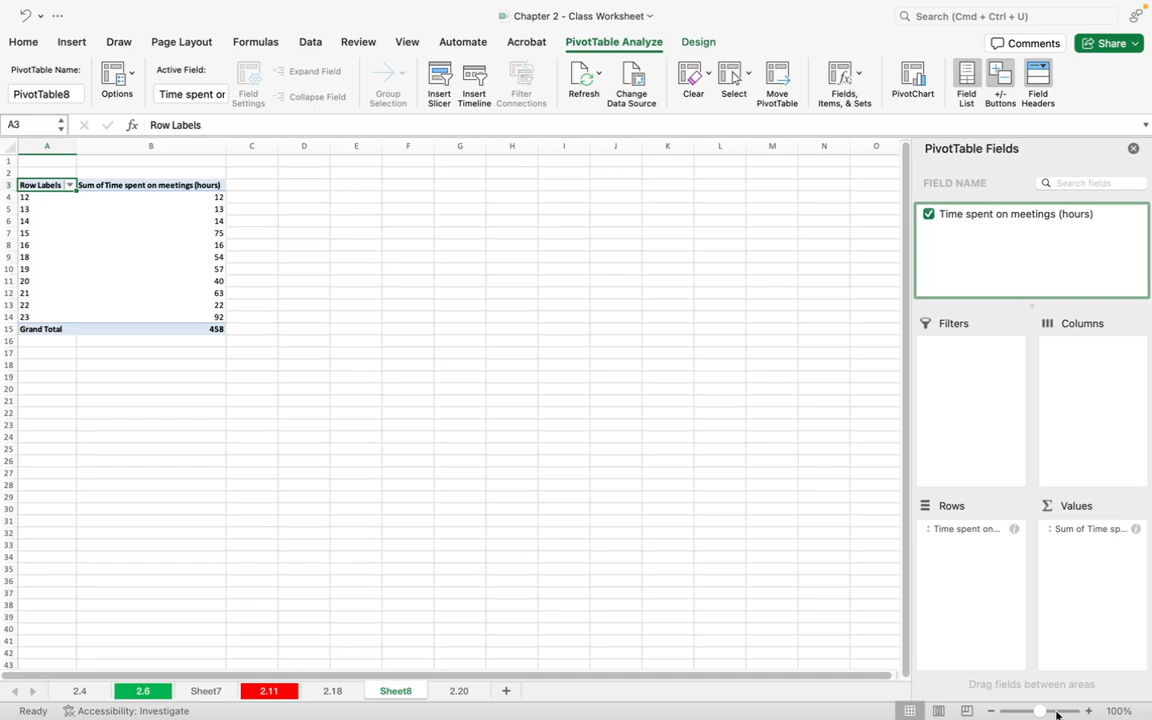 Chapter 2 - Class Worksheet
Search (Cmd + Ctrl + U)
Home Insert Draw Page Layout Formulas Data Review View Automate Acrobat PivotTable Analyze Design
Comments Share
PivotTable Name:
PivotTable8
Options
Active Field:
Time spent or
Field Settings
Expand Field
Collapse Field
Group Selection
Insert Slicer
Insert Timeline
Filter Connections
Refresh
Change Data Source
Clear
Select
Move PivotTable
Fields, Items, & Sets
PivotChart
Field List
+/- Buttons
Field Headers
A3 fx Row Labels
A B C D E F G H I J K L M N O
1
2
3 Row Labels Sum of Time spent on meetings (hours)
4 12 12
5 13 13
6 14 14
7 15 75
8 16 16
9 18 54
10 19 57
11 20 40
12 21 63
13 22 22
14 23 92
15 Grand Total 458
16
17
18
19
20
21
22
23
24
25
26
27
28
29
30
31
32
33
34
35
36
37
38
39
40
41
42
43
PivotTable Fields
FIELD NAME Search fields
Time spent on meetings (hours)
Filters Columns
Rows Values
Time spent on... Sum of Time sp...
Drag fields between areas
2.4 2.6 Sheet7 2.11 2.18 Sheet8 2.20 +
Ready Accessibility: Investigate 100%